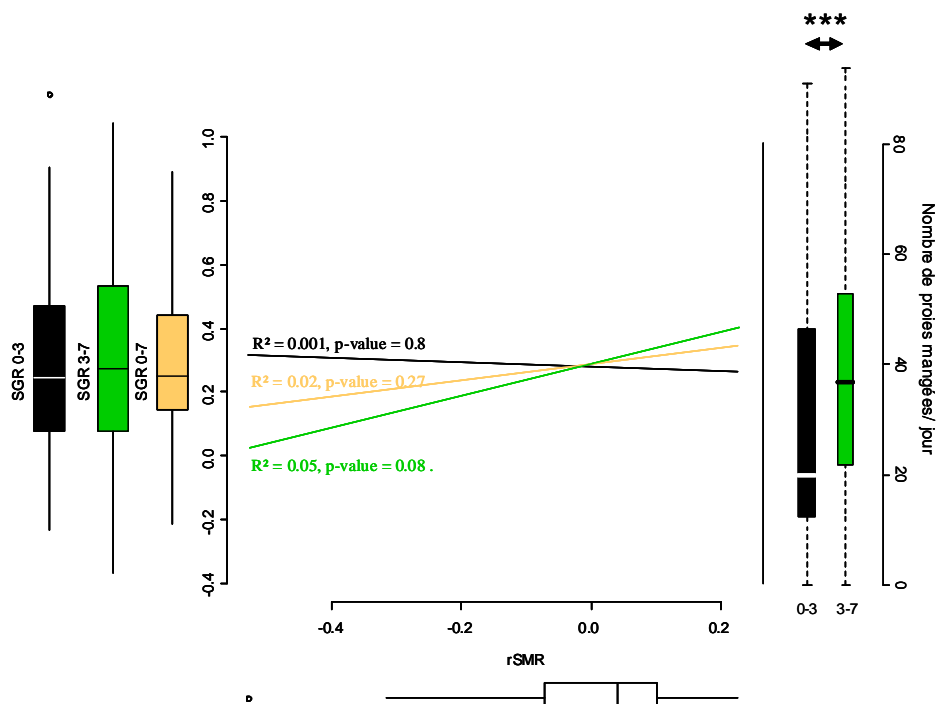 ***
SGR 0-3
SGR 3-7
SGR 0-7
1.0
0.8
0.6
0.4
0.2
0.0
-0.2
-0.4
R² = 0.001, p-value = 0.8
R² = 0.02, p-value = 0.27
R² = 0.05, p-value = 0.08 .
-0.4
-0.2
0.0
0.2
rSMR
0-3
3-7
80
60
40
20
0
Nombre de proies mangées/ jour